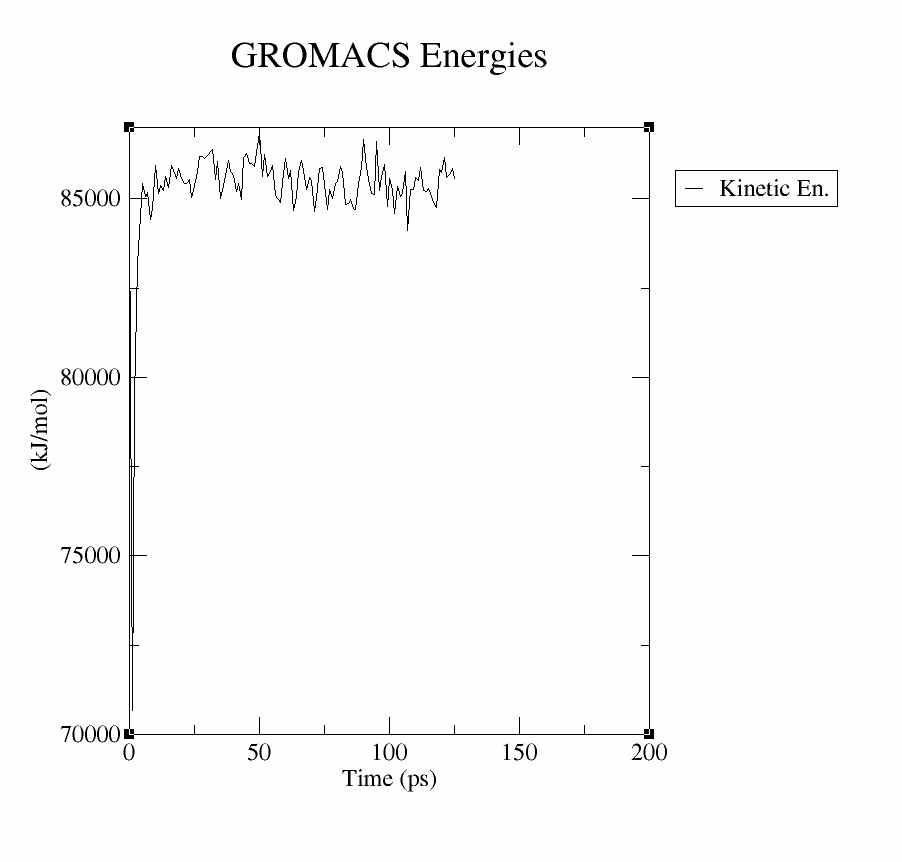 GROMACS Energies
85000
Kinetic En.
80000
(kJ/mol)
75000
70000
0 50 100 150 200
Time (ps)